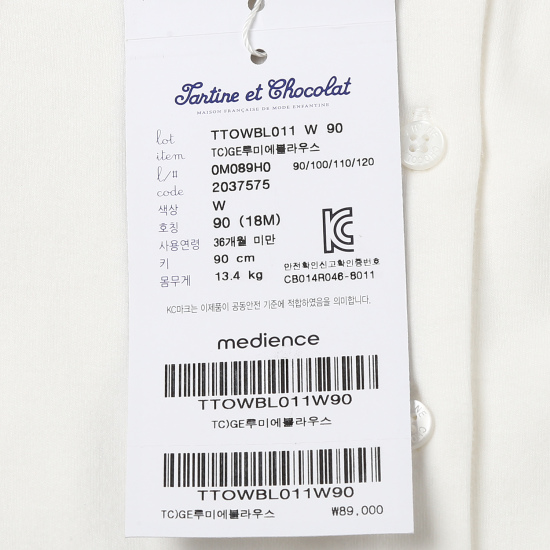 Tartine et Chocolat
MAISON FRANÇAISE DE MODE ENFANTINE
lot TTOWBL011 W 90
item TC)GE루미에블라우스
l/# 0M089H0 90/100/110/120
code 2037575
색상 W
호칭 90 (18M)
사용연령 36개월 미만
키 90 cm
몸무게 13.4 kg
안전확인신고확인증번호
CB014R046-6011
KC마크는 이제품이 공통안전 기준에 적합하였음을 의미합니다.
medience
TTOWBL011W90
TC)GE루미에블라우스
TTOWBL011W90
TC)GE루미에블라우스 ₩89,000